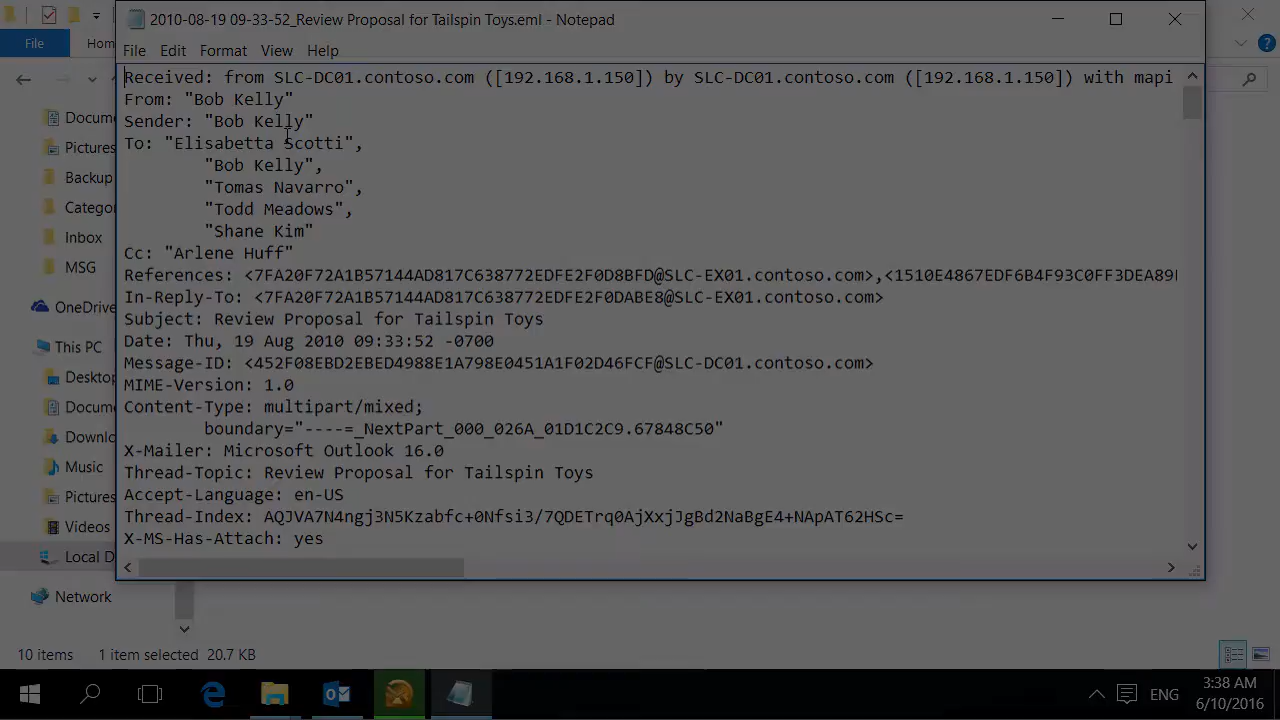 2010-08-19 09-33-52_Review Proposal for Tailspin Toys.eml - Notepad
File Hom
File Edit Format View Help
Received: from SLC-DC01.contoso.com ([192.168.1.150]) by SLC-DC01.contoso.com ([192.168.1.150]) with mapi
From: "Bob Kelly"
Sender: "Bob Kelly"
To: "Elisabetta Scotti",
"Bob Kelly",
"Tomas Navarro",
"Todd Meadows",
"Shane Kim"
Cc: "Arlene Huff"
References: <7FA20F72A1B57144AD817C638772EDFE2F0D8BFD@SLC-EX01.contoso.com>,<1510E4867EDF6B4F93C0FF3DEA89
In-Reply-To: <7FA20F72A1B57144AD817C638772EDFE2F0DABE8@SLC-EX01.contoso.com>
Subject: Review Proposal for Tailspin Toys
Date: Thu, 19 Aug 2010 09:33:52 -0700
Message-ID: <452F08EBD2EBED4988E1A798E0451A1F02D46FCF@SLC-DC01.contoso.com>
MIME-Version: 1.0
Content-Type: multipart/mixed;
boundary="----=_NextPart_000_026A_01D1C2C9.67848C50"
X-Mailer: Microsoft Outlook 16.0
Thread-Topic: Review Proposal for Tailspin Toys
Accept-Language: en-US
Thread-Index: AQJVA7N4ngj3N5Kzabfc+0Nfsi3/7QDETrq0AjXxjJgBd2NaBgE4+NApAT62HSc=
X-MS-Has-Attach: yes
Docume
Pictures
Backup
Catego
Inbox
MSG
OneDrive
This PC
Desktop
Docume
Downlo
Music
Pictures
Videos
Local D
Network
10 items 1 item selected 20.7 KB
ENG
3:38 AM
6/10/2016